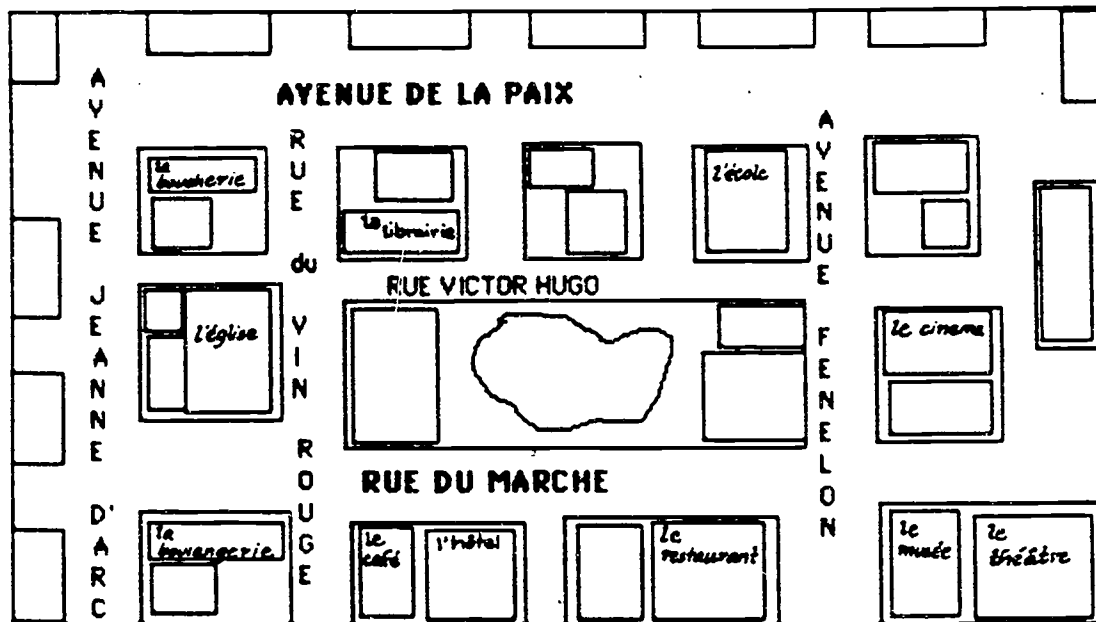 AVENUE DE LA PAIX
AVENUE JEANNE D'ARC
RUE du VIN ROUGE
AVENUE FENELON
la
boucherie
la
librairie
l'école
RUE VICTOR HUGO
l'église
le cinema
RUE DU MARCHE
la
boulangerie
le
café
l'hôtel
le
restaurant
le
musée
le
théâtre